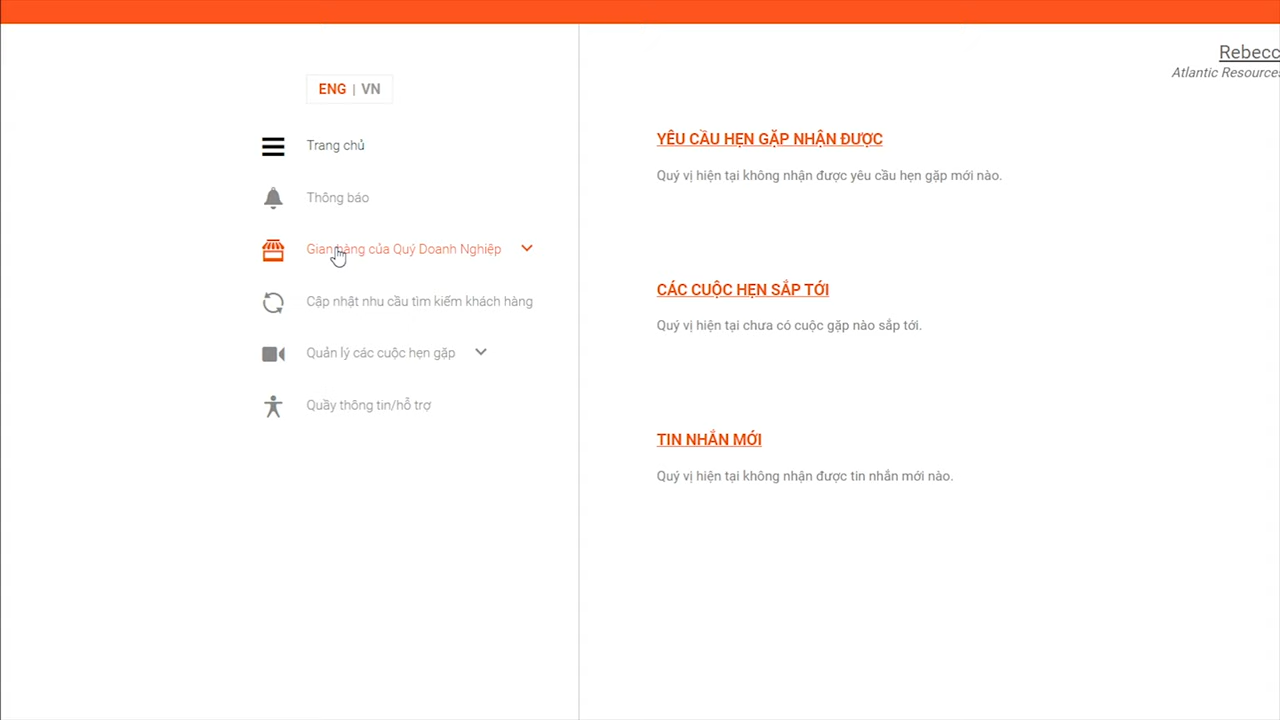 Rebecc
Atlantic Resources
ENG | VN
Trang chủ
Thông báo
Gian hàng của Quý Doanh Nghiệp
Cập nhật nhu cầu tìm kiếm khách hàng
Quản lý các cuộc hẹn gặp
Quầy thông tin/hỗ trợ
YÊU CẦU HẸN GẶP NHẬN ĐƯỢC
Quý vị hiện tại không nhận được yêu cầu hẹn gặp mới nào.
CÁC CUỘC HẸN SẮP TỚI
Quý vị hiện tại chưa có cuộc gặp nào sắp tới.
TIN NHẮN MỚI
Quý vị hiện tại không nhận được tin nhắn mới nào.